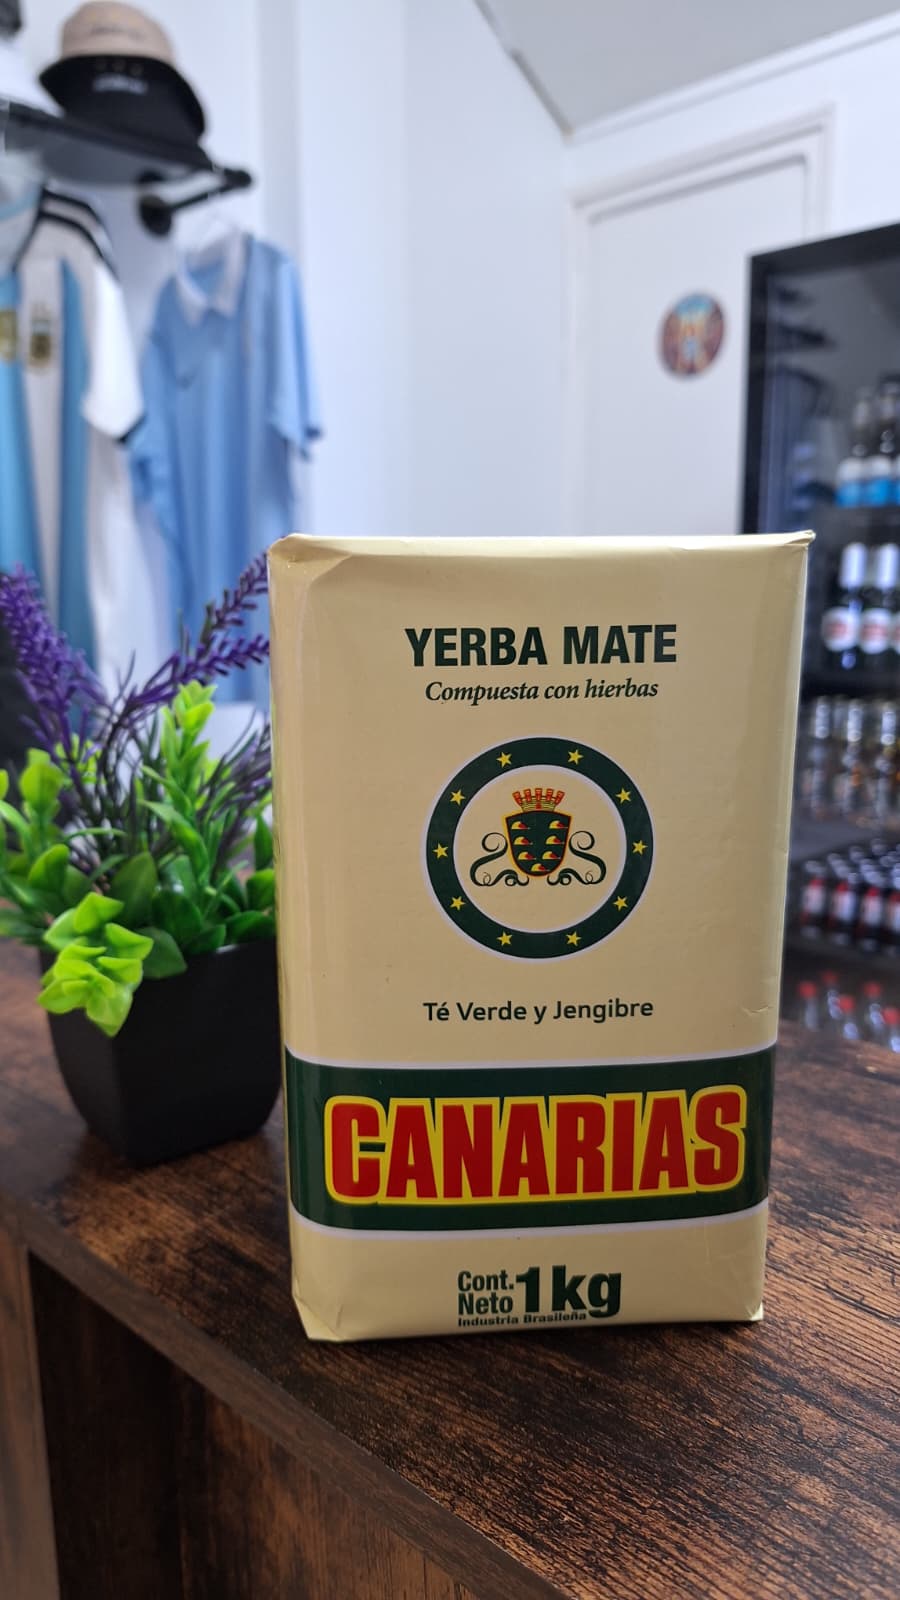 YERBA MATE
Compuesta con hierbas
Té Verde y Jengibre
CANARIAS
Cont.
Neto 1kg
Industria Brasileña